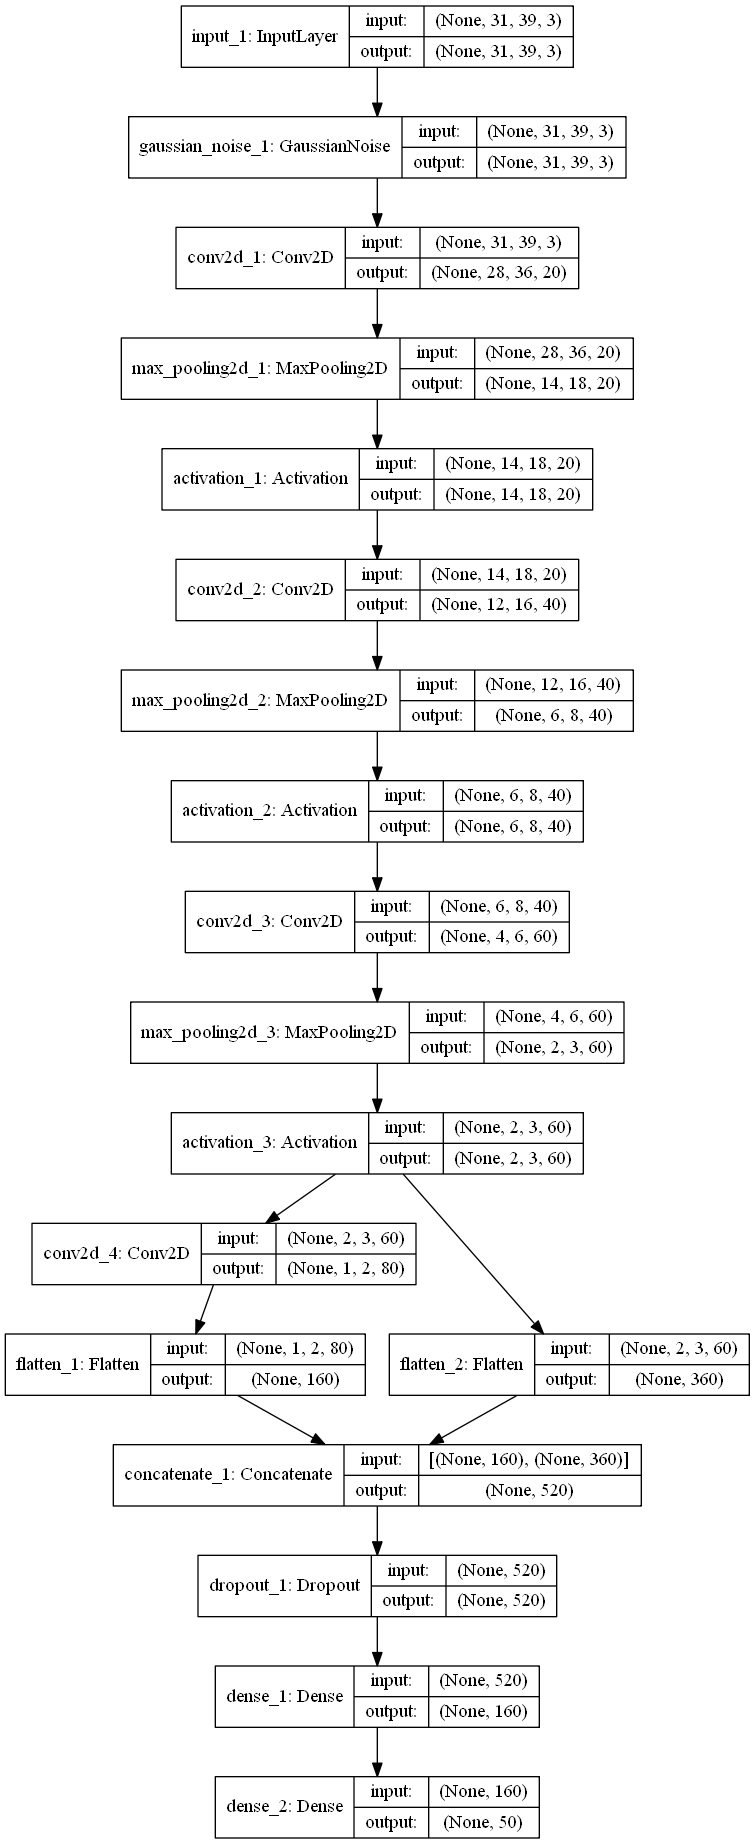 input_1: InputLayer
input: (None, 31, 39, 3)
output: (None, 31, 39, 3)
gaussian_noise_1: GaussianNoise
input: (None, 31, 39, 3)
output: (None, 31, 39, 3)
conv2d_1: Conv2D
input: (None, 31, 39, 3)
output: (None, 28, 36, 20)
max_pooling2d_1: MaxPooling2D
input: (None, 28, 36, 20)
output: (None, 14, 18, 20)
activation_1: Activation
input: (None, 14, 18, 20)
output: (None, 14, 18, 20)
conv2d_2: Conv2D
input: (None, 14, 18, 20)
output: (None, 12, 16, 40)
max_pooling2d_2: MaxPooling2D
input: (None, 12, 16, 40)
output: (None, 6, 8, 40)
activation_2: Activation
input: (None, 6, 8, 40)
output: (None, 6, 8, 40)
conv2d_3: Conv2D
input: (None, 6, 8, 40)
output: (None, 4, 6, 60)
max_pooling2d_3: MaxPooling2D
input: (None, 4, 6, 60)
output: (None, 2, 3, 60)
activation_3: Activation
input: (None, 2, 3, 60)
output: (None, 2, 3, 60)
conv2d_4: Conv2D
input: (None, 2, 3, 60)
output: (None, 1, 2, 80)
flatten_1: Flatten
input: (None, 1, 2, 80)
output: (None, 160)
flatten_2: Flatten
input: (None, 2, 3, 60)
output: (None, 360)
concatenate_1: Concatenate
input: [(None, 160), (None, 360)]
output: (None, 520)
dropout_1: Dropout
input: (None, 520)
output: (None, 520)
dense_1: Dense
input: (None, 520)
output: (None, 160)
dense_2: Dense
input: (None, 160)
output: (None, 50)